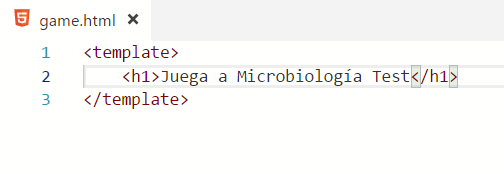 game.html
1 <template>
2 <h1>Juega a Microbiología Test</h1>
3 </template>